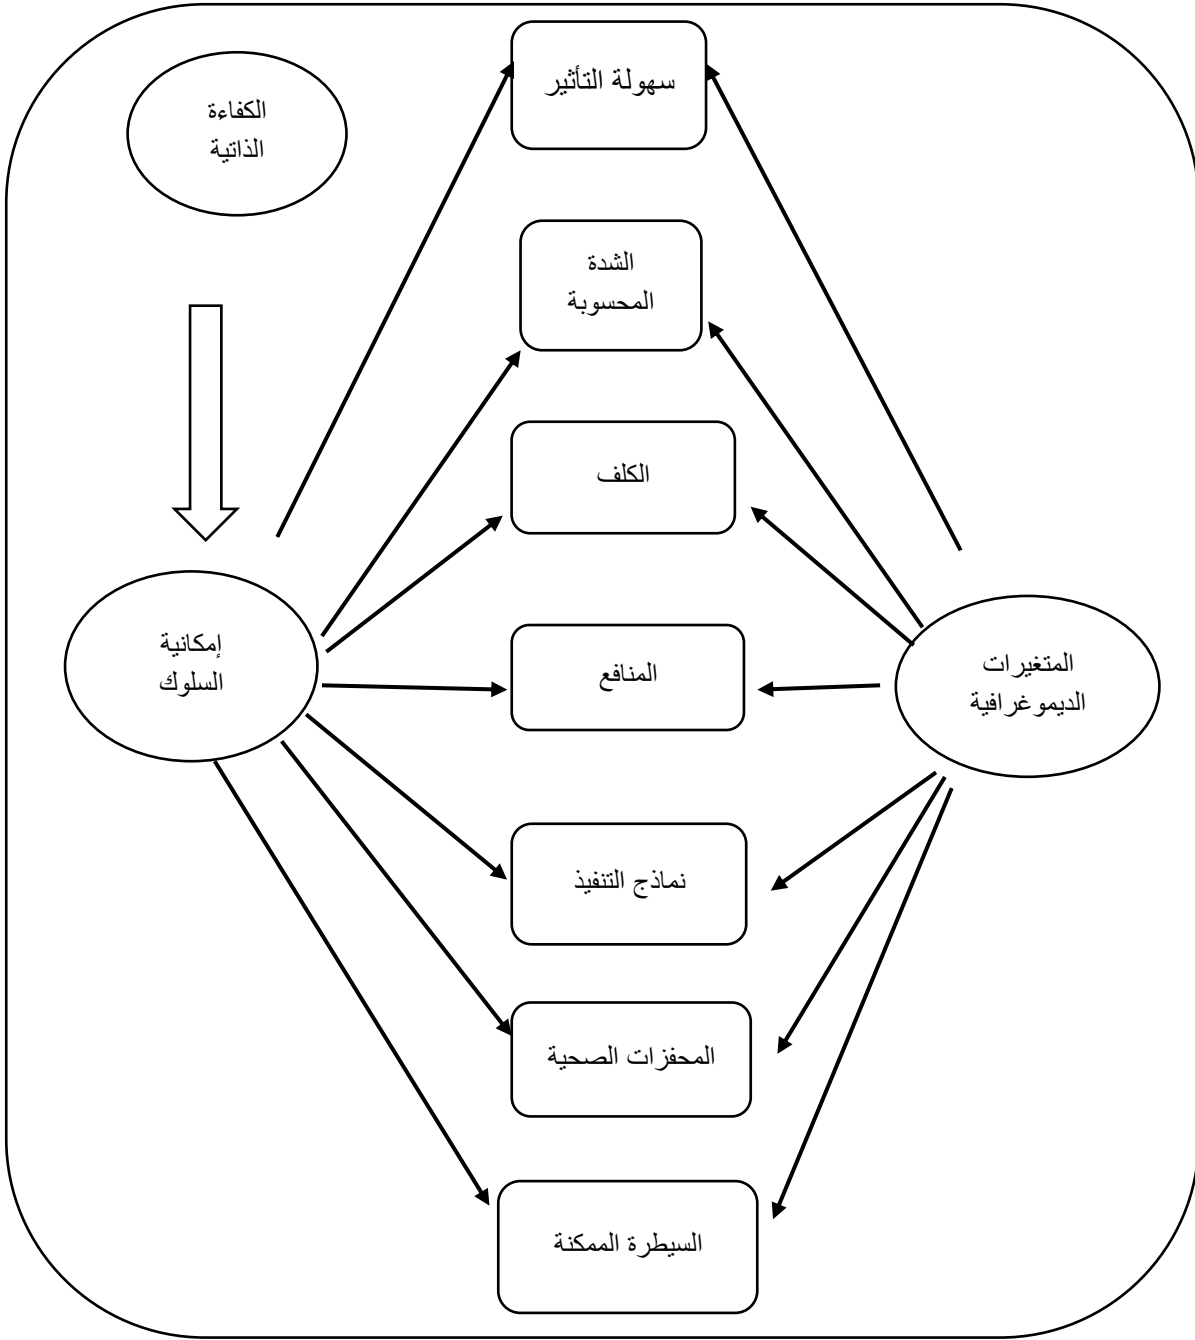 سهولة التأثير
الكفاءة
الذاتية
الشدة
المحسوبة
الكلف
المنافع
إمكانية
السلوك
المتغيرات
الديموغرافية
نماذج التنفيذ
المحفزات الصحية
السيطرة الممكنة